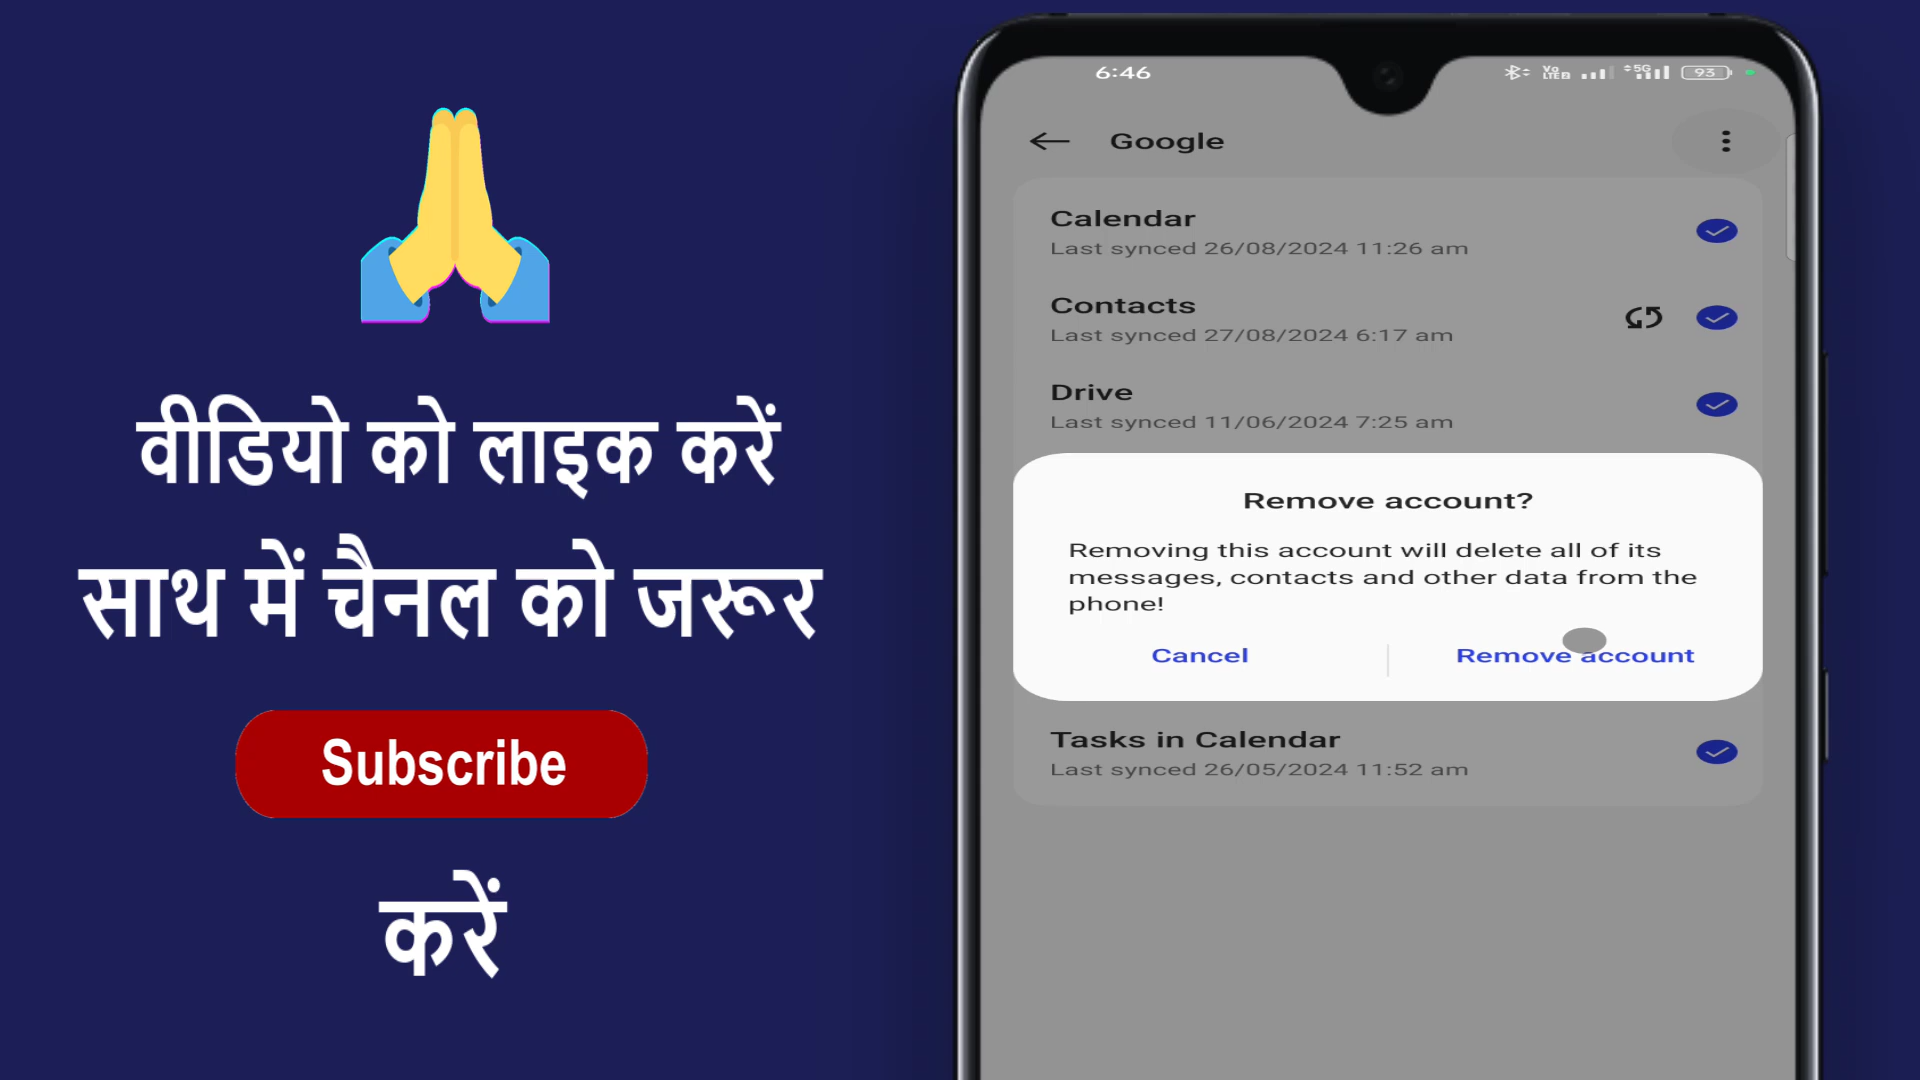 वीडियो को लाइक करें
साथ में चैनल को जरूर
Subscribe
करें
6:46
Vo LTE2 5G 93
Google
Calendar
Last synced 26/08/2024 11:26 am
Contacts
Last synced 27/08/2024 6:17 am
Drive
Last synced 11/06/2024 7:25 am
Remove account?
Removing this account will delete all of its
messages, contacts and other data from the
phone!
Cancel
Remove account
Tasks in Calendar
Last synced 26/05/2024 11:52 am